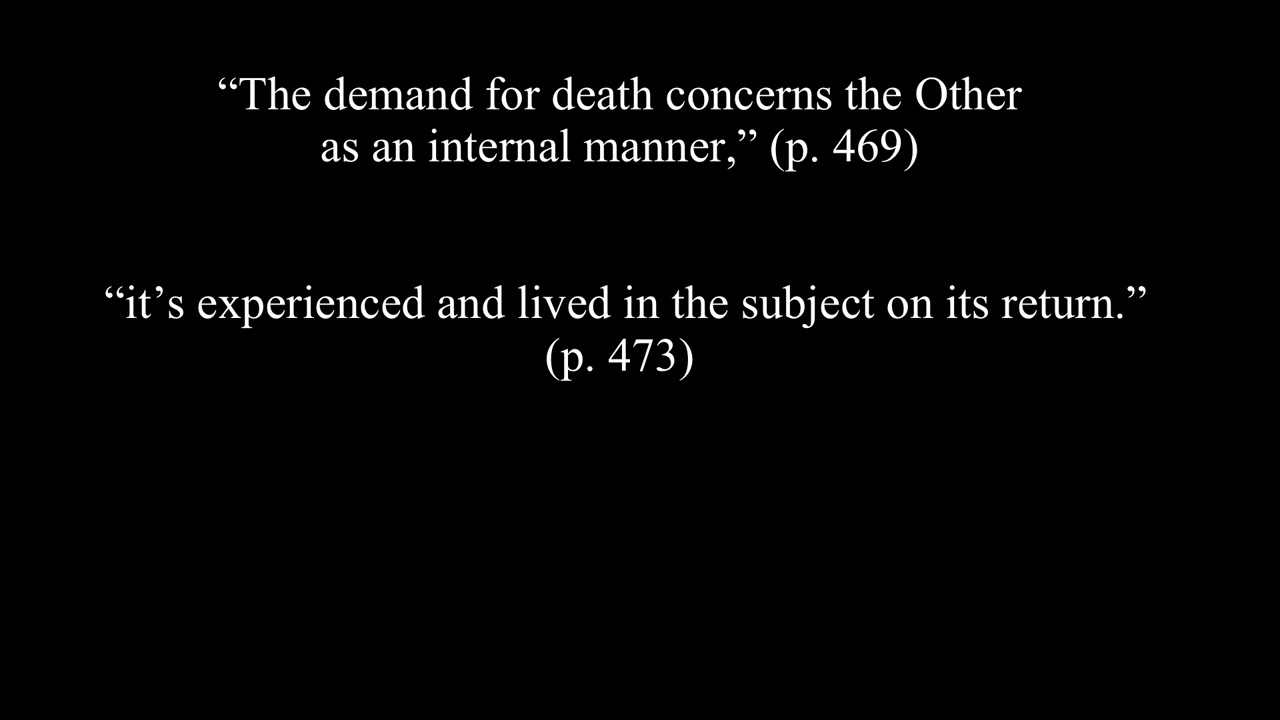 “The demand for death concerns the Other
as an internal manner,” (p. 469)
“it’s experienced and lived in the subject on its return.”
(p. 473)